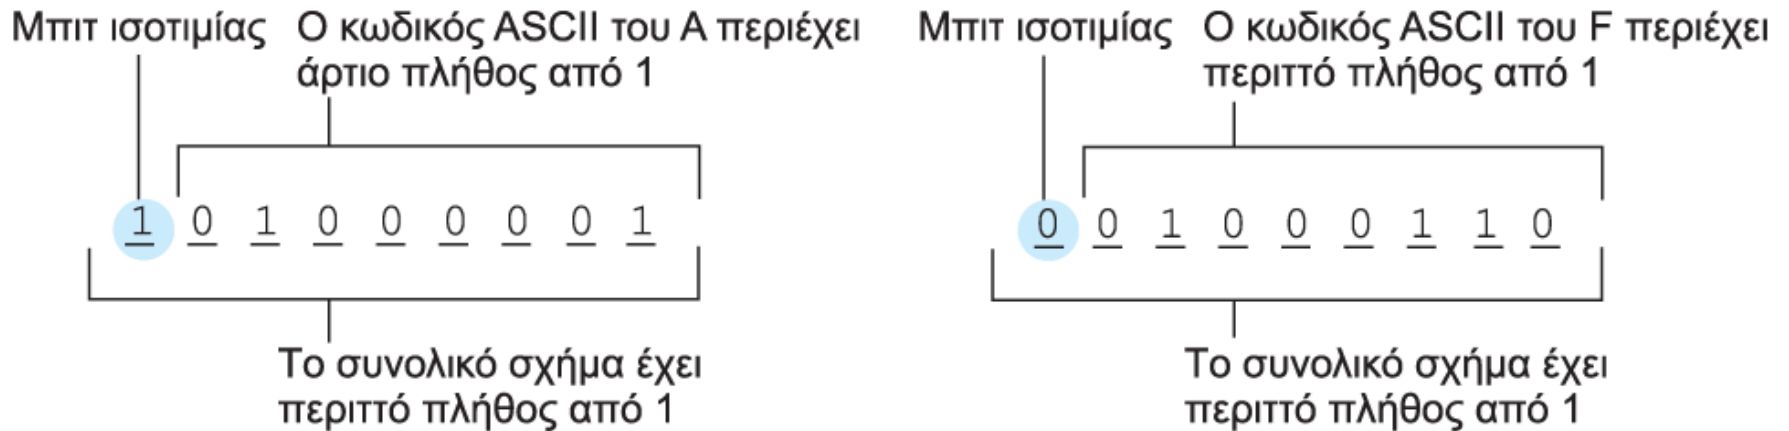 Μπιτ ισοτιμίας
Ο κωδικός ASCII του A περιέχει
άρτιο πλήθος από 1
1 0 1 0 0 0 0 0 1
Το συνολικό σχήμα έχει
περιττό πλήθος από 1
Μπιτ ισοτιμίας
Ο κωδικός ASCII του F περιέχει
περιττό πλήθος από 1
0 0 1 0 0 0 1 1 0
Το συνολικό σχήμα έχει
περιττό πλήθος από 1